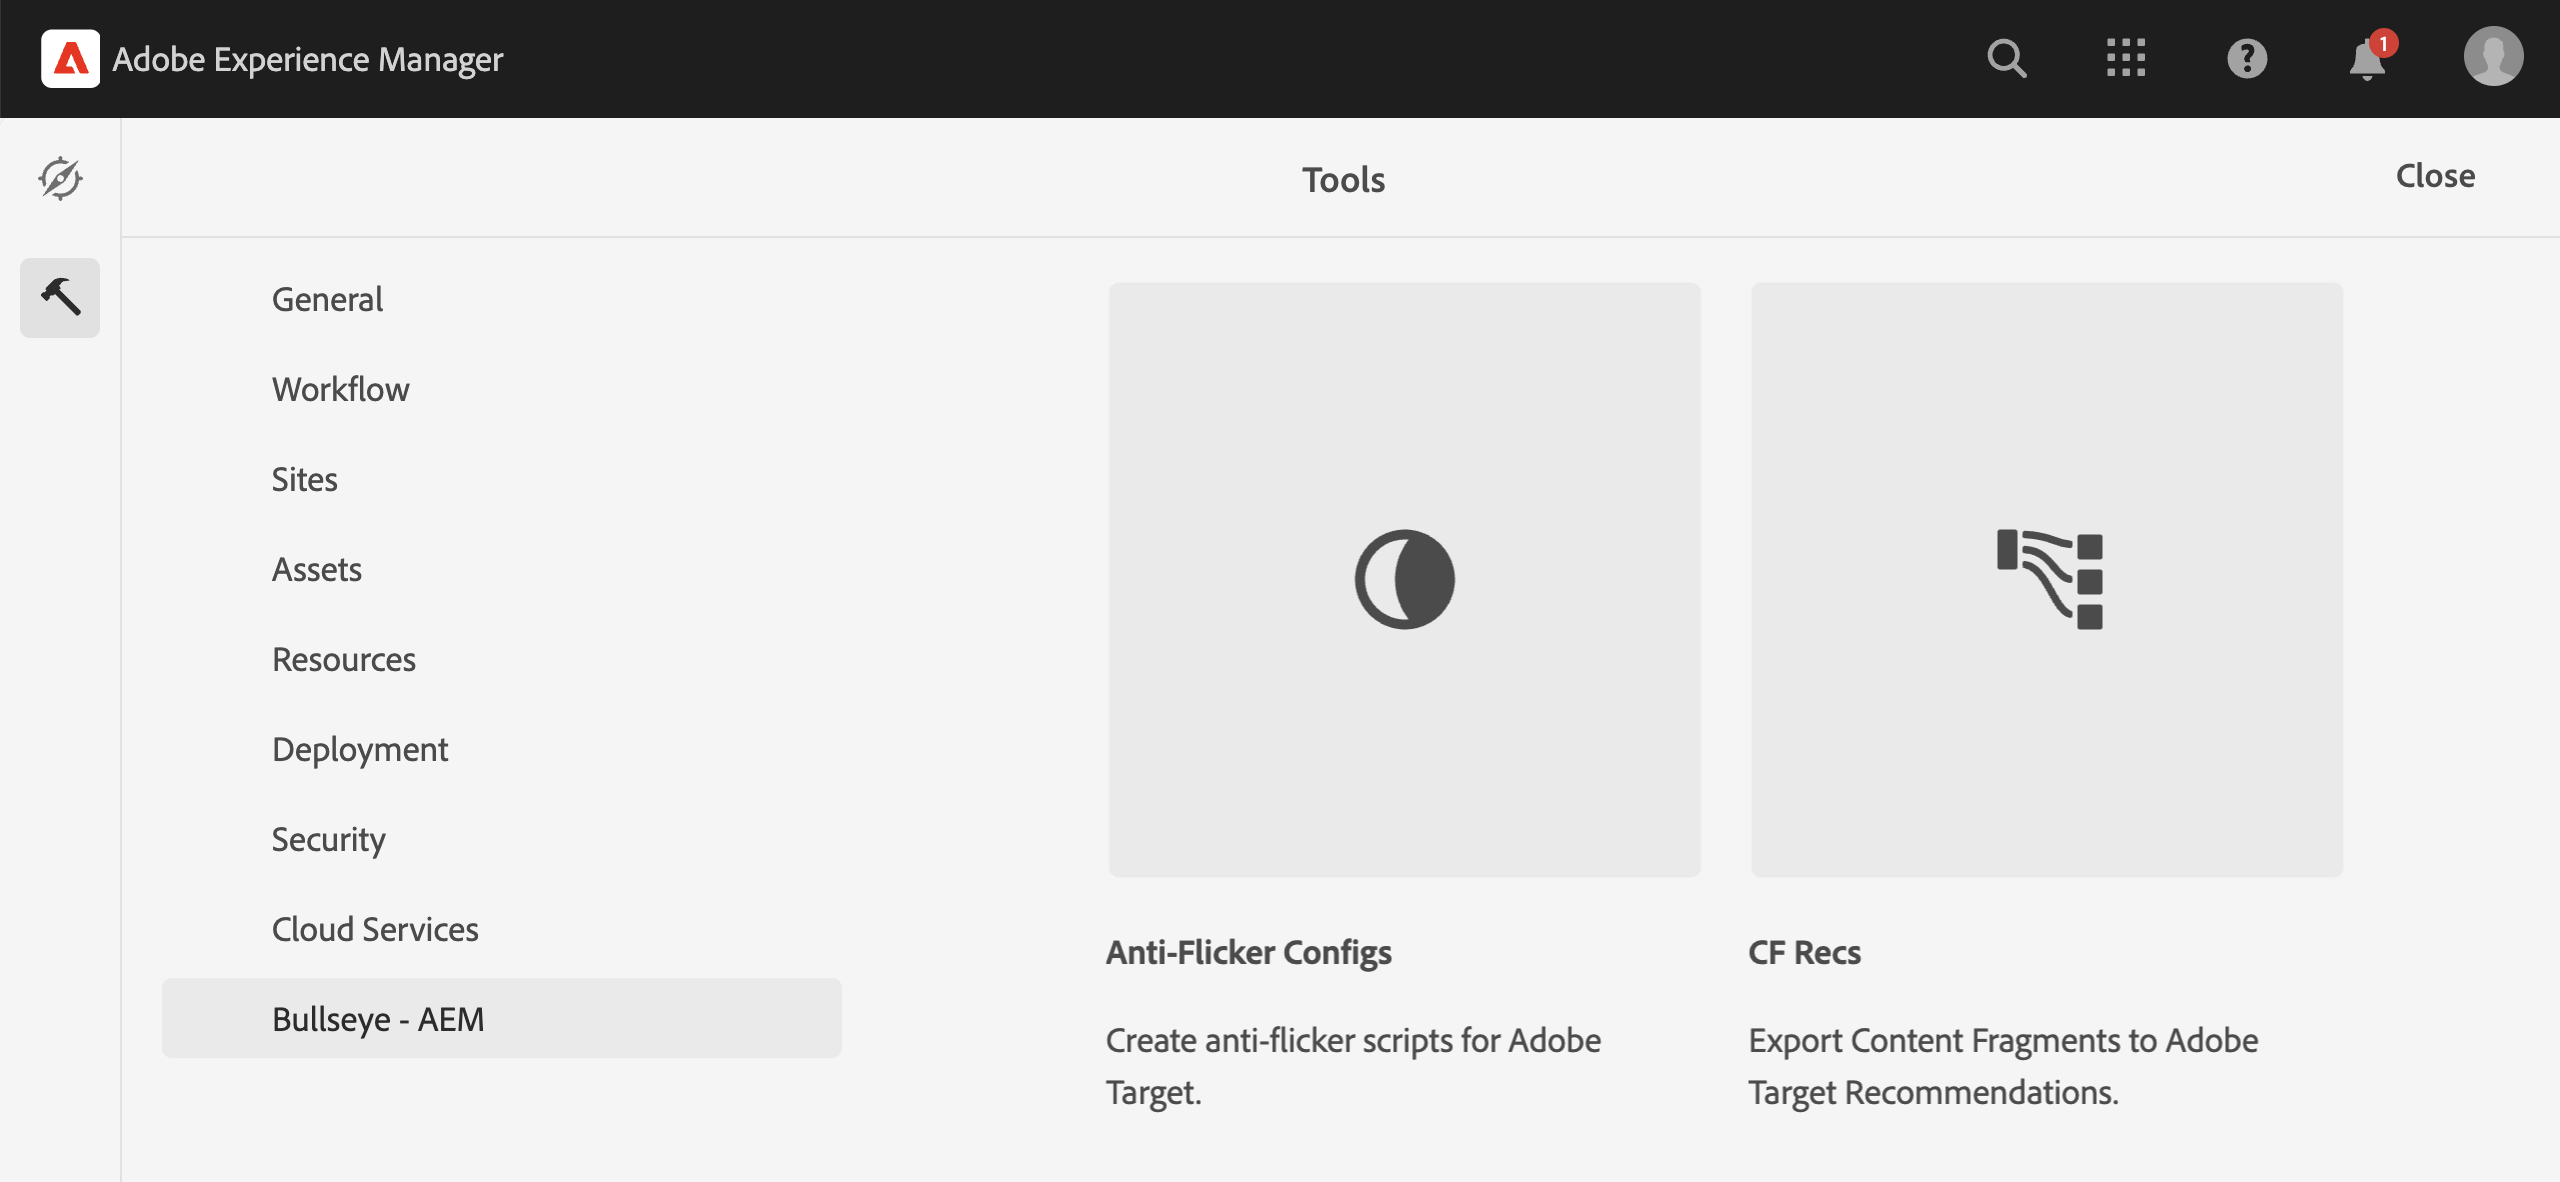 Adobe Experience Manager
?
1
Tools
Close
General
Workflow
Sites
Assets
Resources
Deployment
Security
Cloud Services
Bullseye - AEM
Anti-Flicker Configs
Create anti-flicker scripts for Adobe
Target.
CF Recs
Export Content Fragments to Adobe
Target Recommendations.